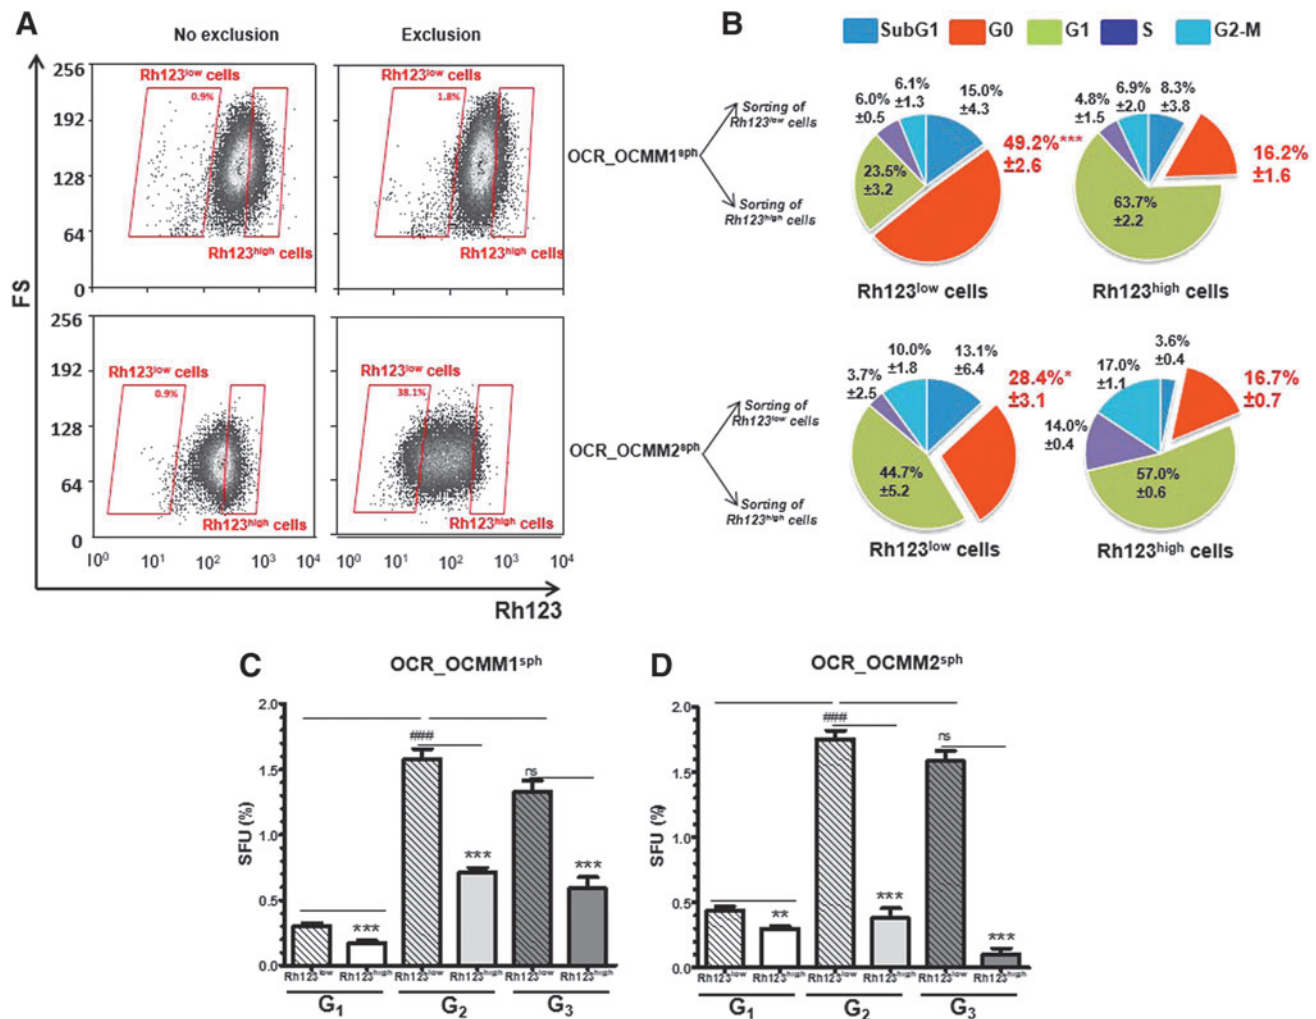 A
No exclusion
Exclusion
FS
256
192
128
64
0
Rh123low cells
0.9%
Rh123high cells
Rh123low cells
1.8%
Rh123high cells
256
192
128
64
0
Rh123low cells
0.9%
Rh123high cells
Rh123low cells
38.1%
Rh123high cells
10^0 10^1 10^2 10^3 10^4
10^0 10^1 10^2 10^3 10^4
Rh123
B
SubG1 G0 G1 S G2-M
OCR_OCMM1sph
Sorting of
Rh123low cells
Sorting of
Rh123high cells
6.0%
±0.5
6.1%
±1.3
15.0%
±4.3
49.2%***
±2.6
23.5%
±3.2
Rh123low cells
4.8%
±1.5
6.9%
±2.0
8.3%
±3.8
16.2%
±1.6
63.7%
±2.2
Rh123high cells
OCR_OCMM2sph
Sorting of
Rh123low cells
Sorting of
Rh123high cells
3.7%
±2.5
10.0%
±1.8
13.1%
±6.4
28.4%*
±3.1
44.7%
±5.2
Rh123low cells
14.0%
±0.4
17.0%
±1.1
3.6%
±0.4
16.7%
±0.7
57.0%
±0.6
Rh123high cells
C
OCR_OCMM1sph
SFU (%)
2.0
1.5
1.0
0.5
0.0
***
###
***
ns
***
Rh123low Rh123high Rh123low Rh123high Rh123low Rh123high
G1 G2 G3
D
OCR_OCMM2sph
SFU (%)
2.0
1.5
1.0
0.5
0.0
**
###
***
ns
***
Rh123low Rh123high Rh123low Rh123high Rh123low Rh123high
G1 G2 G3